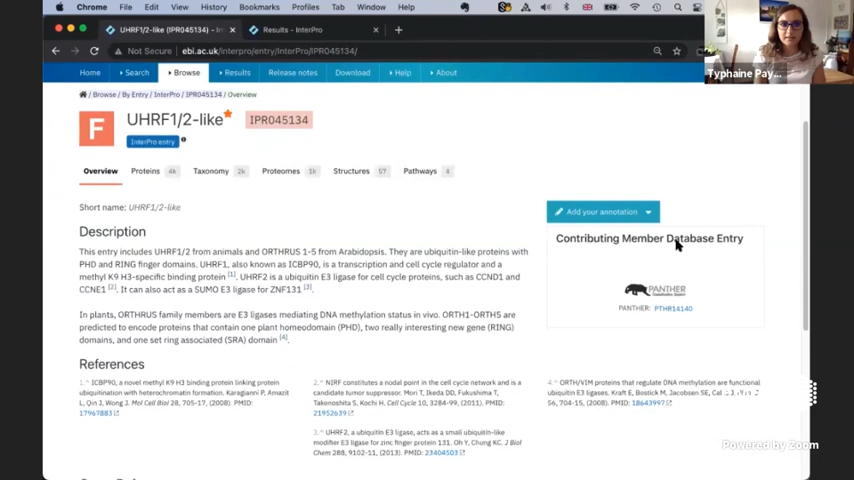 Chrome File Edit View History Bookmarks Profiles Tab Window Help
UHRF1/2-like (IPR045134) - In
Results - InterPro
Not Secure ebi.ac.uk/interpro/entry/InterPro/IPR045134/
Typhaine Pay...
Home Search Browse Results Release notes Download Help About
/ Browse / By Entry / InterPro / IPR045134 / Overview
F UHRF1/2-like IPR045134
InterPro entry
Overview Proteins 4k Taxonomy 2k Proteomes 1k Structures 57 Pathways 4
Short name: UHRF1/2-like
Add your annotation
Description
Contributing Member Database Entry
This entry includes UHRF1/2 from animals and ORTHRUS 1-5 from Arabidopsis. They are ubiquitin-like proteins with
PHD and RING finger domains. UHRF1, also known as ICBP90, is a transcription and cell cycle regulator and a
methyl K9 H3-specific binding protein [1]. UHRF2 is a ubiquitin E3 ligase for cell cycle proteins, such as CCND1 and
CCNE1 [2]. It can also act as a SUMO E3 ligase for ZNF131 [3].
PANTHER
PANTHER: PTHR14140
In plants, ORTHRUS family members are E3 ligases mediating DNA methylation status in vivo. ORTH1-ORTH5 are
predicted to encode proteins that contain one plant homeodomain (PHD), two really interesting new gene (RING)
domains, and one set ring associated (SRA) domain [4].
References
1.^ ICBP90, a novel methyl K9 H3 binding protein linking protein
ubiquitination with heterochromatin formation. Karagianni P, Amazit
L, Qin J, Wong J. Mol Cell Biol 28, 705-17, (2008). PMID:
17967883
2.^ NIRF constitutes a nodal point in the cell cycle network and is a
candidate tumor suppressor. Mori T, Ikeda DD, Fukushima T,
Takenoshita S, Kochi H. Cell Cycle 10, 3284-99, (2011). PMID:
21952639
3.^ UHRF2, a ubiquitin E3 ligase, acts as a small ubiquitin-like
modifier E3 ligase for zinc finger protein 131. Oh Y, Chung KC. J Biol
Chem 288, 9102-11, (2013). PMID: 23404503
4.^ ORTH/VIM proteins that regulate DNA methylation are functional
ubiquitin E3 ligases. Kraft E, Bostick M, Jacobsen SE,
56, 704-15, (2008). PMID: 18643997
Powered by Zoom